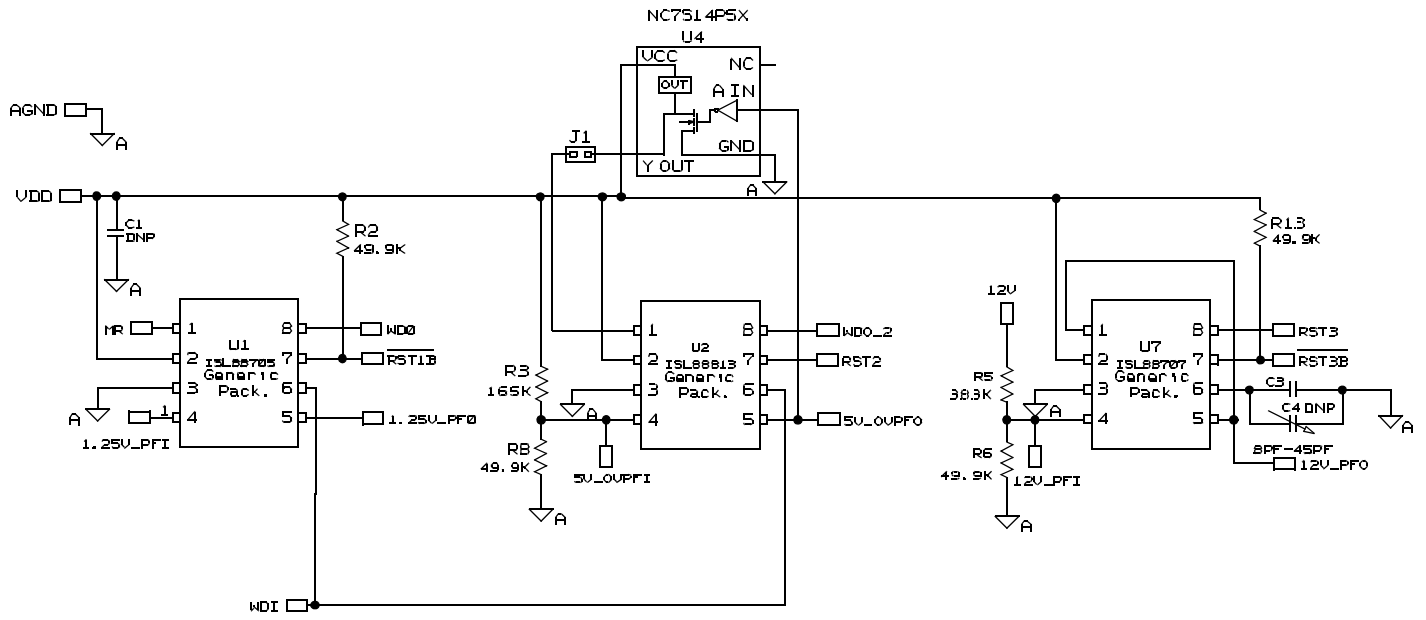 NC7S14P5X
U4
VCC
NC
OUT
A IN
GND
Y OUT
A
J1
AGND
A
VDD
C1
DNP
A
R2
49.9K
R13
49.9K
MR
1
2
3
4
8
7
6
5
U1
ISL88705
Generic
Pack.
WDO
RST1B
1.25V_PFO
A
1
1.25V_PFI
R3
165K
R8
49.9K
A
A
5V_OVPFI
1
2
3
4
8
7
6
5
U2
ISL88813
Generic
Pack.
WDO_2
RST2
5V_OVPFO
12V
R5
383K
R6
49.9K
A
A
12V_PFI
1
2
3
4
8
7
6
5
U7
ISL88707
Generic
Pack.
RST3
RST3B
C3
C4 DNP
8PF-45PF
A
12V_PFO
WDI